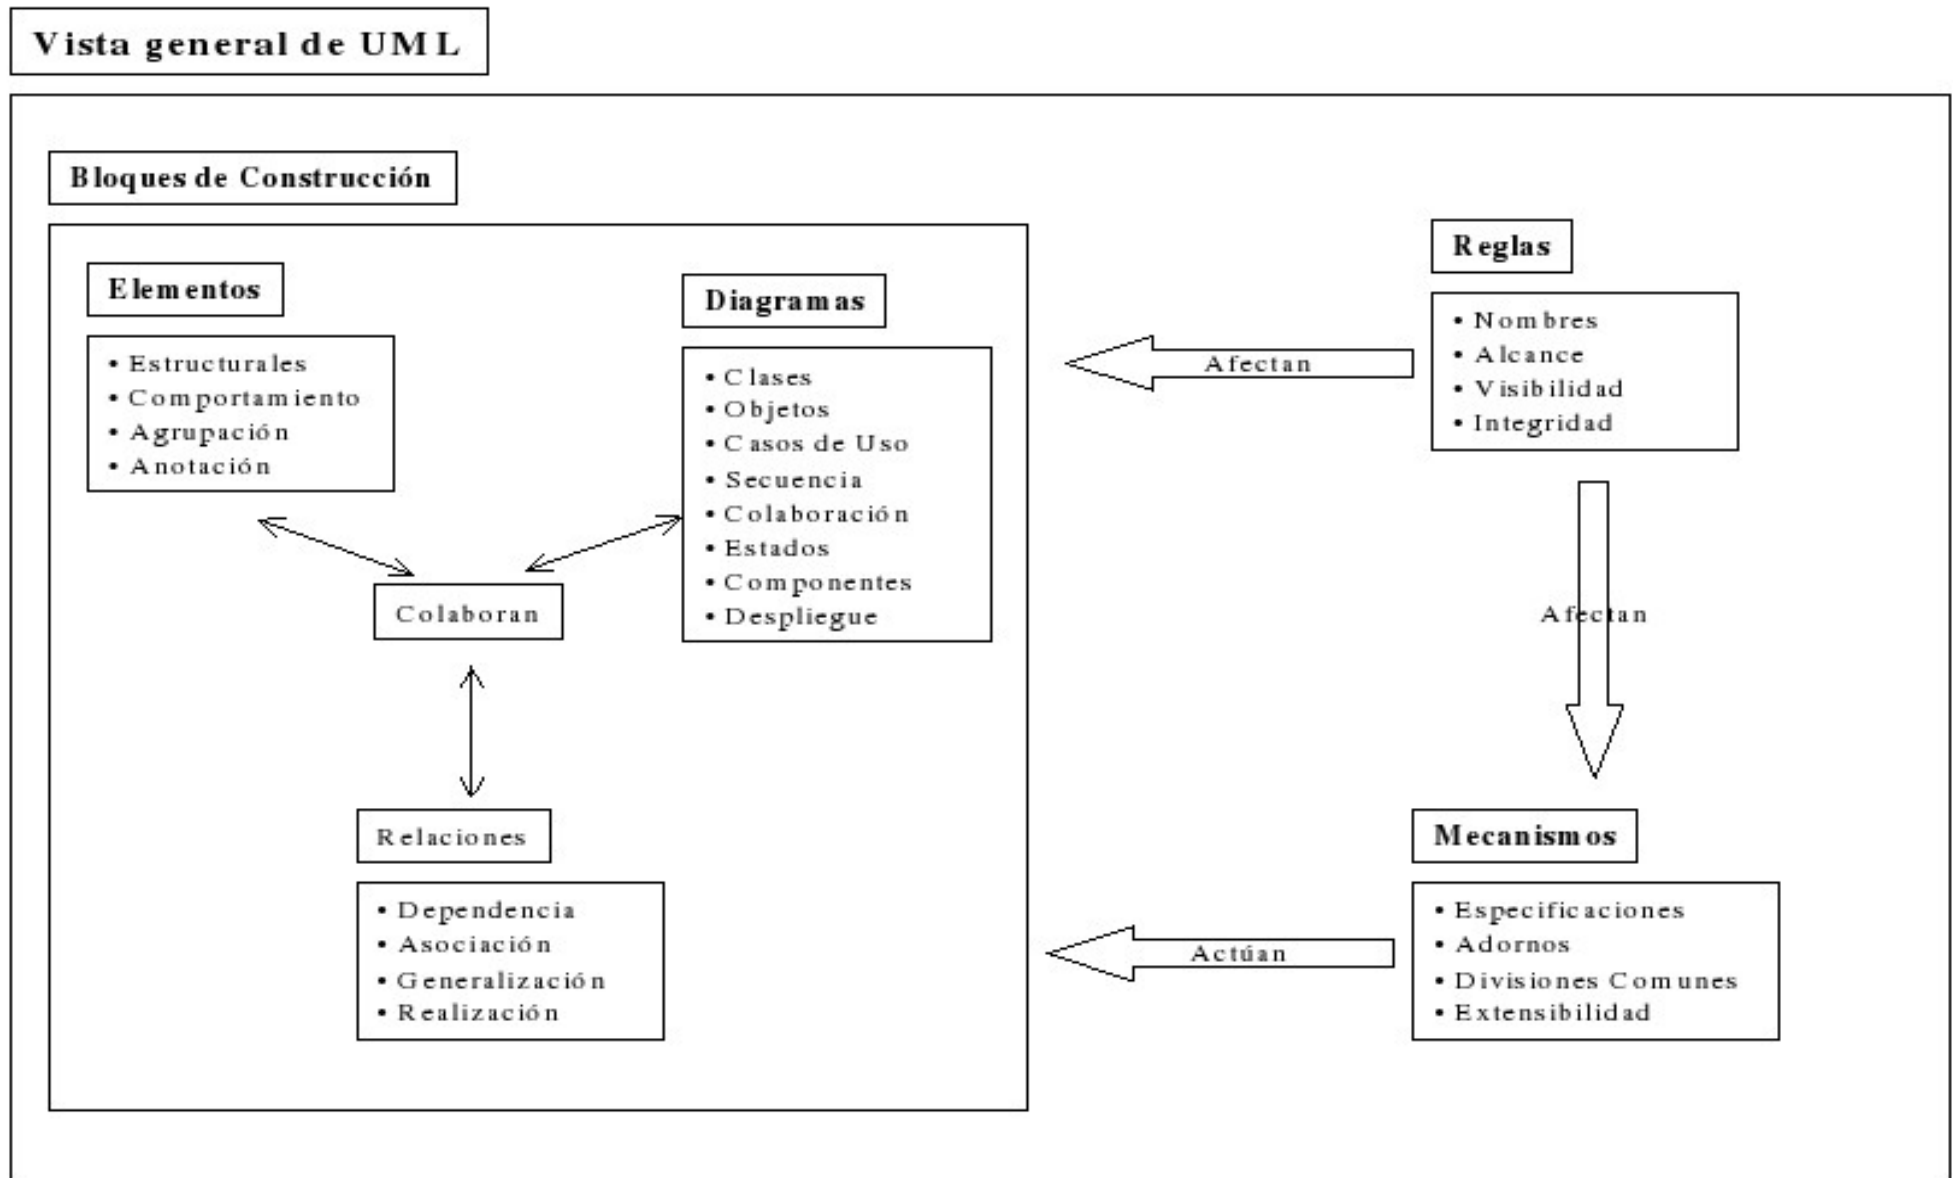 Vista general de UML
Bloques de Construcción
Elementos
• Estructurales
• Comportamiento
• Agrupación
• Anotación
Diagramas
• Clases
• Objetos
• Casos de Uso
• Secuencia
• Colaboración
• Estados
• Componentes
• Despliegue
Colaboran
Relaciones
• Dependencia
• Asociación
• Generalización
• Realización
Reglas
• Nombres
• Alcance
• Visibilidad
• Integridad
Afectan
Afectan
Mecanismos
• Especificaciones
• Adornos
• Divisiones Comunes
• Extensibilidad
Actúan